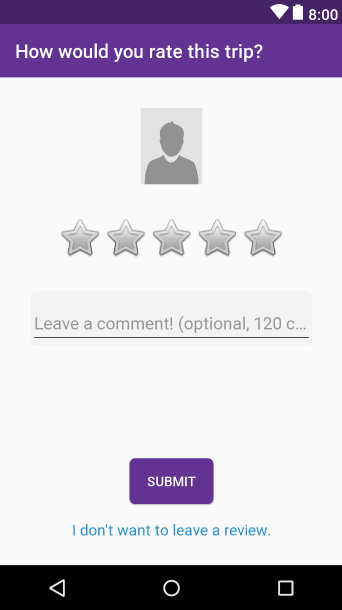 8:00
How would you rate this trip?
Leave a comment! (optional, 120 c...
SUBMIT
I don't want to leave a review.